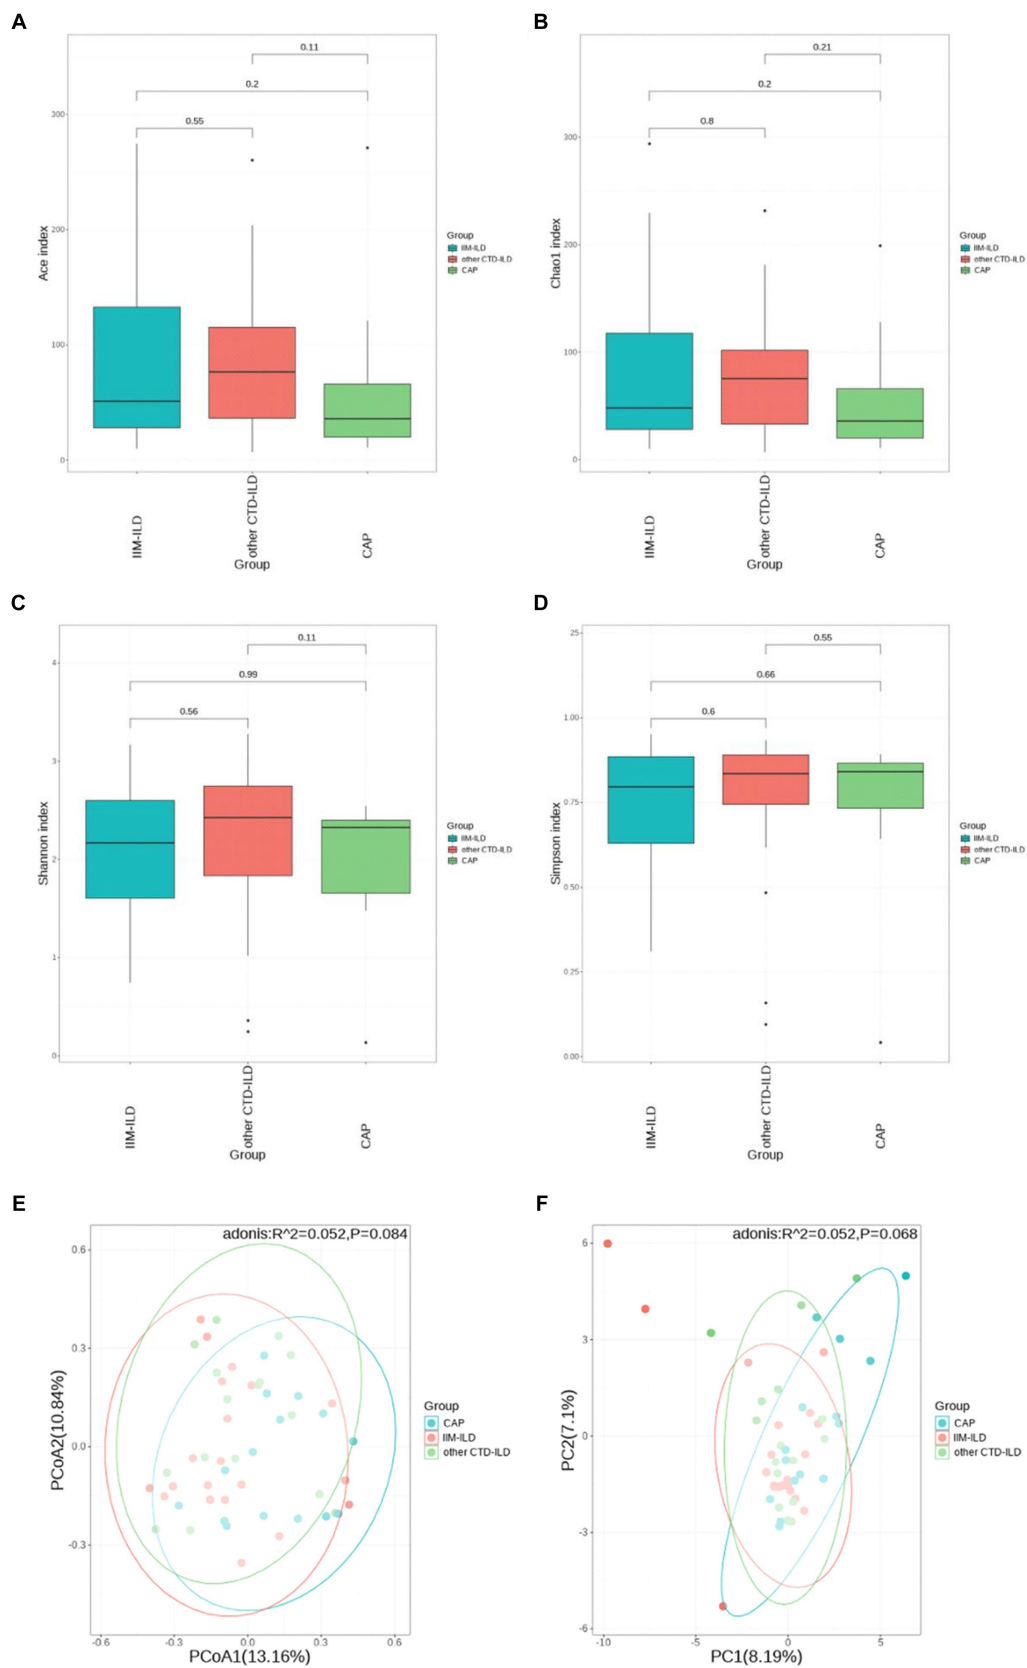 A
0.11
0.2
0.55
300
200
100
0
Ace index
IIM-ILD
other CTD-ILD
CAP
Group
Group
IIM-ILD
other CTD-ILD
CAP
B
0.21
0.2
0.8
300
200
100
0
Chao1 index
IIM-ILD
other CTD-ILD
CAP
Group
Group
IIM-ILD
other CTD-ILD
CAP
C
0.11
0.99
0.56
4
3
2
1
0
Shannon index
IIM-ILD
other CTD-ILD
CAP
Group
Group
IIM-ILD
other CTD-ILD
CAP
D
0.55
0.66
0.6
25
1.00
0.75
0.50
0.25
0.00
Simpson index
IIM-ILD
other CTD-ILD
CAP
Group
Group
IIM-ILD
other CTD-ILD
CAP
E
adonis:R^2=0.052,P=0.084
0.6
0.3
0.0
-0.3
PCoA2(10.84%)
-0.6
-0.3
0.0
0.3
0.6
PCoA1(13.16%)
Group
CAP
IIM-ILD
other CTD-ILD
F
adonis:R^2=0.052,P=0.068
6
3
0
-3
-6
PC2(7.1%)
-10
-5
0
5
PC1(8.19%)
Group
CAP
IIM-ILD
other CTD-ILD